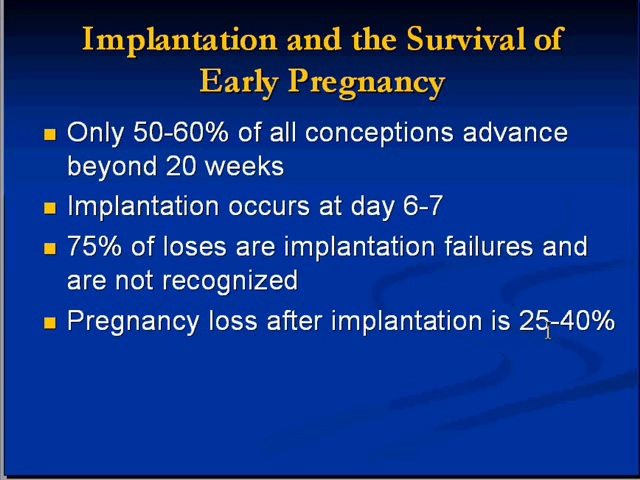 Implantation and the Survival of
Early Pregnancy
Only 50-60% of all conceptions advance
beyond 20 weeks
Implantation occurs at day 6-7
75% of loses are implantation failures and
are not recognized
Pregnancy loss after implantation is 25-40%